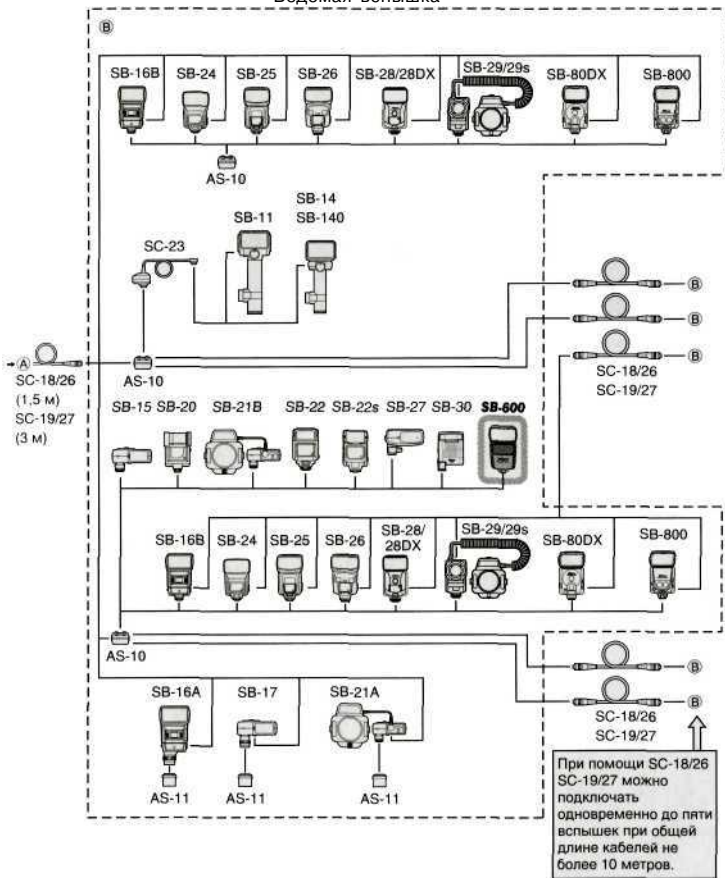 Ведомая вспышка
B
SB-16B SB-24 SB-25 SB-26 SB-28/28DX SB-29/29s SB-80DX SB-800
AS-10
SB-14
SB-11 SB-140
SC-23
B
B
B
A
AS-10
SC-18/26
SC-19/27
SC-18/26
(1,5 м)
SC-19/27
(3 м)
SB-15 SB-20 SB-21B SB-22 SB-22s SB-27 SB-30 SB-600
SB-16B SB-24 SB-25 SB-26 SB-28/
28DX SB-29/29s SB-80DX SB-800
AS-10
B
B
SC-18/26
SC-19/27
SB-16A SB-17 SB-21A
AS-11 AS-11 AS-11
При помощи SC-18/26
SC-19/27 можно
подключать
одновременно до пяти
вспышек при общей
длине кабелей не
более 10 метров.